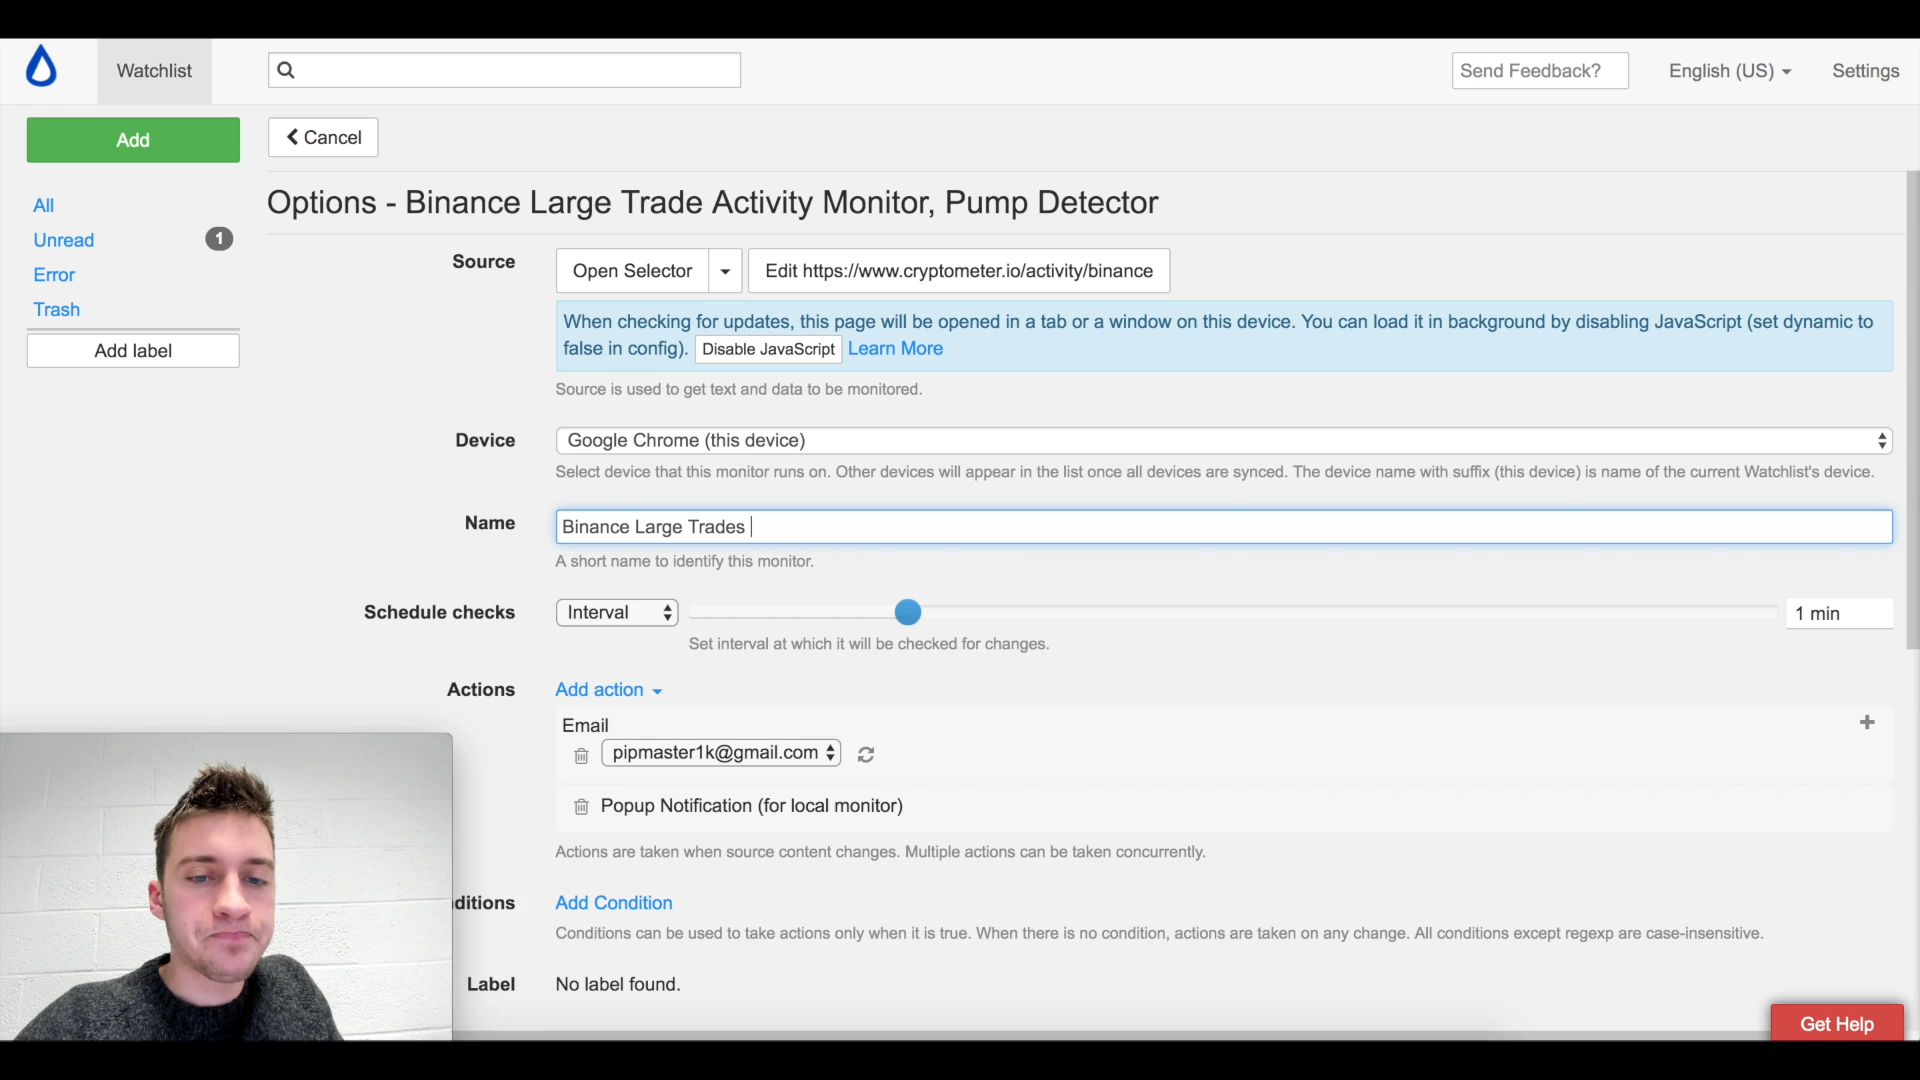 Watchlist
Send Feedback?
English (US)
Settings
Add
Cancel
All
Unread
1
Error
Trash
Add label
Options - Binance Large Trade Activity Monitor, Pump Detector
Source
Open Selector
Edit https://www.cryptometer.io/activity/binance
When checking for updates, this page will be opened in a tab or a window on this device. You can load it in background by disabling JavaScript (set dynamic to
false in config). Disable JavaScript Learn More
Source is used to get text and data to be monitored.
Device
Google Chrome (this device)
Select device that this monitor runs on. Other devices will appear in the list once all devices are synced. The device name with suffix (this device) is name of the current Watchlist's device.
Name
Binance Large Trades
A short name to identify this monitor.
Schedule checks
Interval
1 min
Set interval at which it will be checked for changes.
Actions
Add action
Email
pipmaster1k@gmail.com
Popup Notification (for local monitor)
Actions are taken when source content changes. Multiple actions can be taken concurrently.
ditions
Add Condition
Conditions can be used to take actions only when it is true. When there is no condition, actions are taken on any change. All conditions except regexp are case-insensitive.
Label
No label found.
Get Help